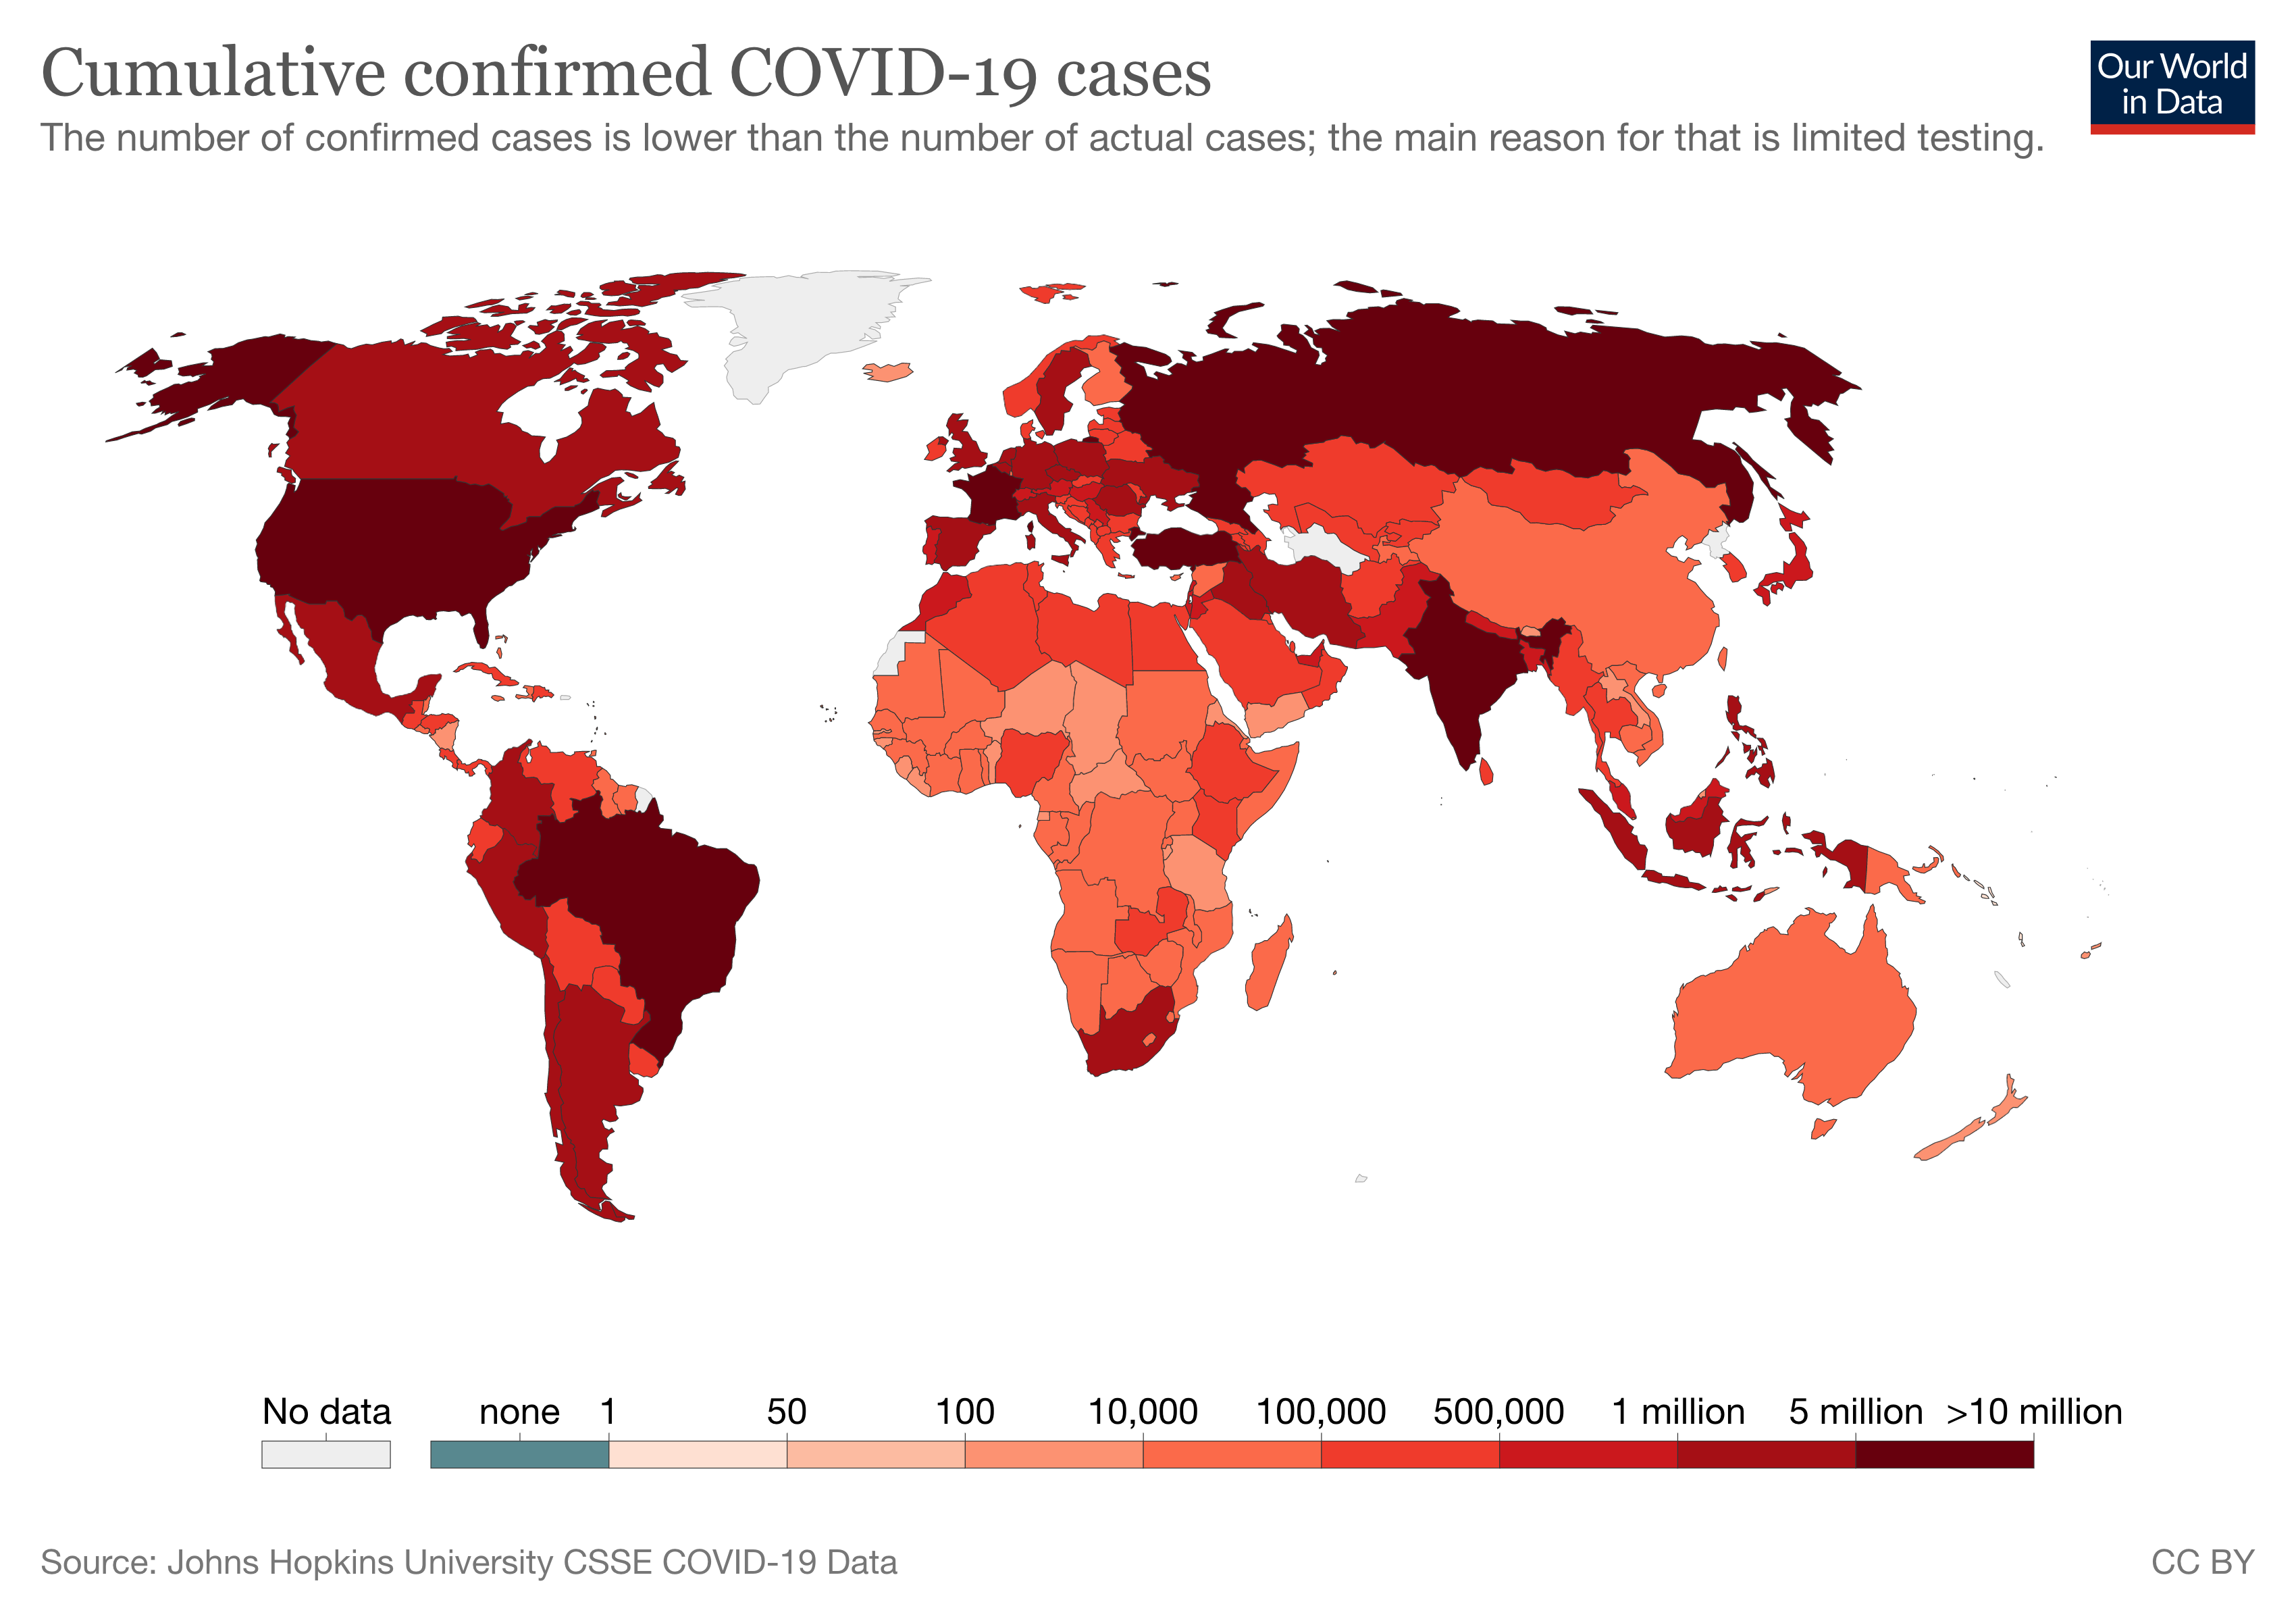 Cumulative confirmed COVID-19 cases
Our World
in Data
The number of confirmed cases is lower than the number of actual cases; the main reason for that is limited testing.
No data none 1 50 100 10,000 100,000 500,000 1 million 5 million >10 million
Source: Johns Hopkins University CSSE COVID-19 Data
CC BY